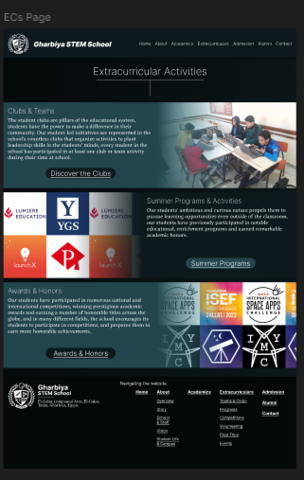 ECs Page
Gharbiya STEM School
Home About Academics Extracurriculars Admission Alumni Contact
Extracurricular Activities
Clubs & Teams
The student clubs are pillars of the educational system,
students have the power to make a difference in their
community. Our student-led initiatives are represented in the
school's countless clubs that organize activities to plant
leadership skills in the students' minds, every student in the
school has participated in at least one club or team activity
during their time at school.
Discover the Clubs
LUMIERE EDUCATION
Y YGS
LUMIERE EDUCATION
launchX
R
launchX
Summer Programs & Activities
Our students' ambitious and curious nature propels them to
pursue learning opportunities even outside of the classroom,
our students have previously participated in notable
educational, enrichment programs and earned remarkable
academic honors.
Summer Programs
Awards & Honors
Our students have participated in numerous national and
international competitions, winning prestigious academic
awards and earning a number of honorable titles across the
globe, and in many different fields, the school encourages its
students to participate in competitions, and prepares them to
earn more honorable achievements.
Awards & Honors
INTERNATIONAL SPACE APPS CHALLENGE
ISEF
DALLAS 2023
INTERNATIONAL SPACE APPS CHALLENGE
IYMC
IYMC
Gharbiya
STEM School
Navigating the website
Home About Academics Extracurriculars Admission
Overview Teams & Clubs Alumni
Story Programs
School & Staff Competitions Contact
Vision Volunteering
Student Life & Campus Field Trips
Events